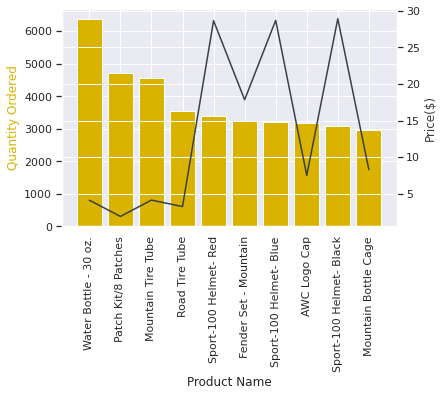 Quantity Ordered
6000
5000
4000
3000
2000
1000
0
30
25
20
15
10
5
Price($)
Water Bottle - 30 oz.
Patch Kit/8 Patches
Mountain Tire Tube
Road Tire Tube
Sport-100 Helmet- Red
Fender Set - Mountain
Sport-100 Helmet- Blue
AWC Logo Cap
Sport-100 Helmet- Black
Mountain Bottle Cage
Product Name